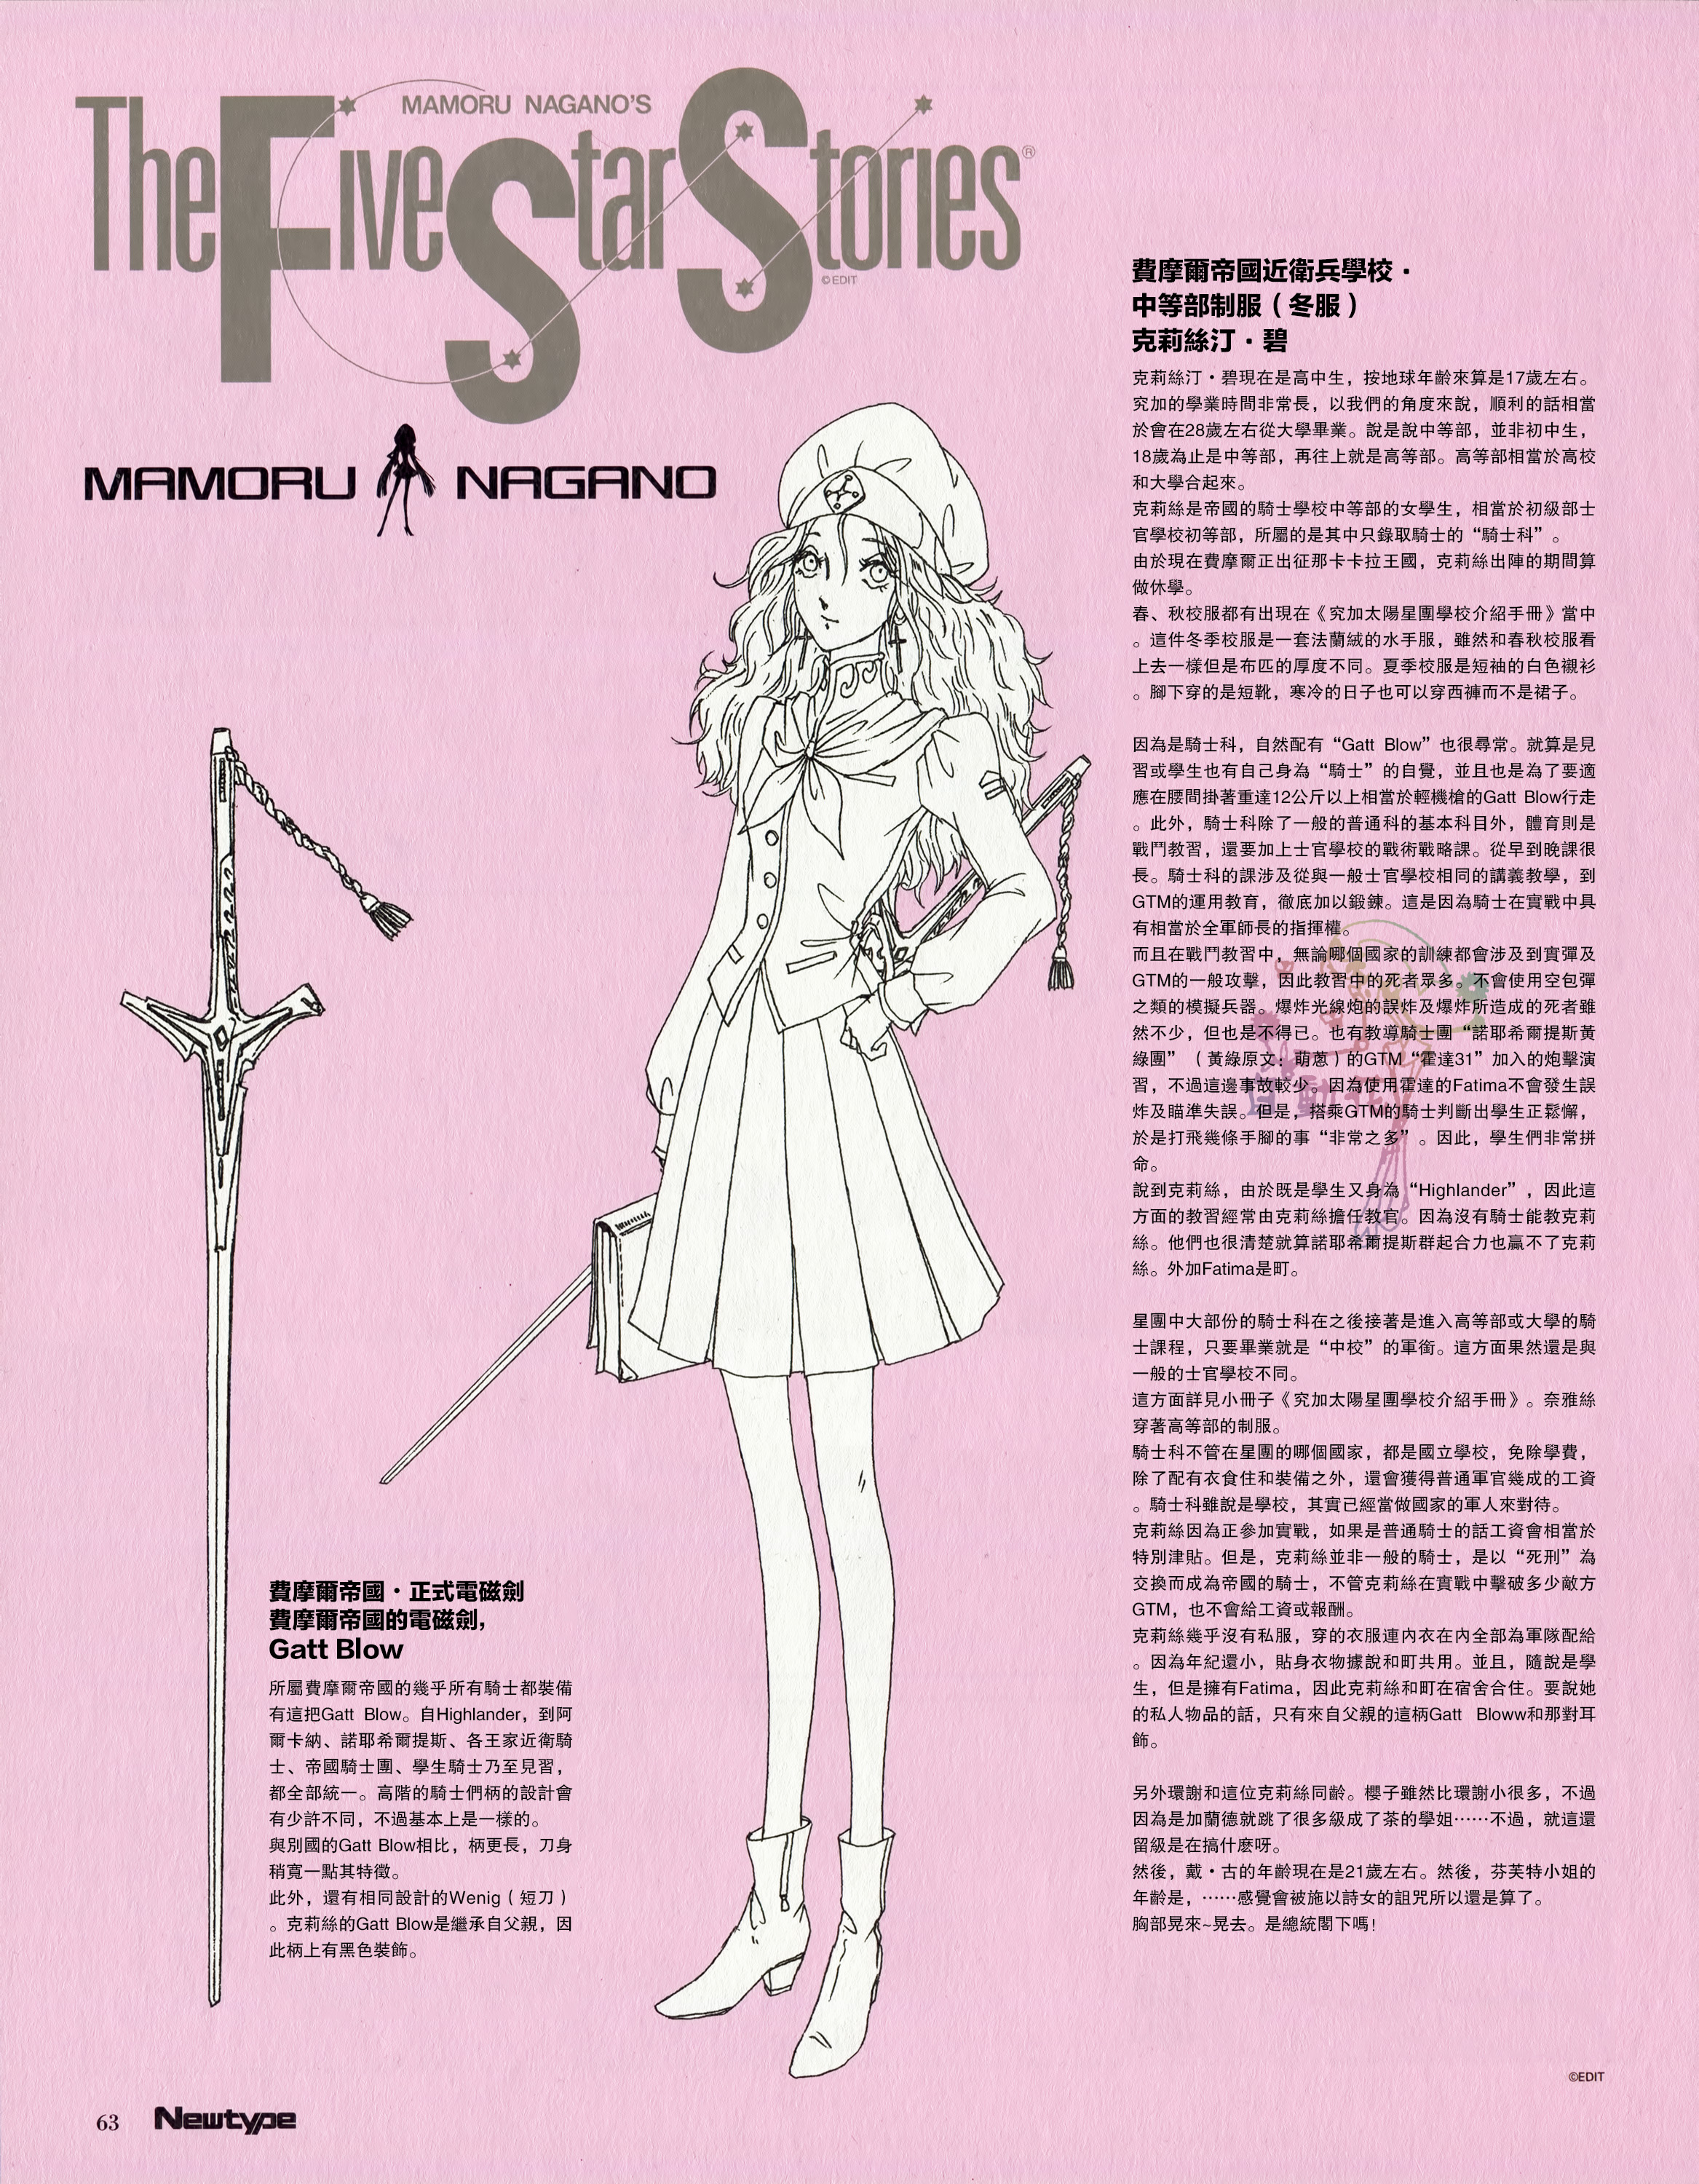 MAMORU NAGANO'S
The Five Star Stories®
©EDIT
MAMORU NAGANO
費摩爾帝國近衛兵學校・
中等部制服（冬服）
克莉絲汀・碧
克莉絲汀・碧現在是高中生，按地球年齡來算是17歲左右。
究加的學業時間非常長，以我們的角度來說，順利的話相當
於會在28歲左右從大學畢業。說是說中等部，並非初中生，
18歲為止是中等部，再往上就是高等部。高等部相當於高校
和大學合起來。
克莉絲是帝國的騎士學校中等部的女學生，相當於初級部士
官學校初等部，所屬的是其中只錄取騎士的“騎士科”。
由於現在費摩爾正出征那卡卡拉王國，克莉絲出陣的期間算
做休學。
春、秋校服都有出現在《究加太陽星團學校介紹手冊》當中
。這件冬季校服是一套法蘭絨的水手服，雖然和春秋校服看
上去一樣但是布匹的厚度不同。夏季校服是短袖的白色襯衫
。腳下穿的是短靴，寒冷的日子也可以穿西褲而不是裙子。
因為是騎士科，自然配有“Gatt Blow”也很尋常。就算是見
習或學生也有自己身為“騎士”的自覺，並且也是為了要適
應在腰間掛著重達12公斤以上相當於輕機槍的Gatt Blow行走
。此外，騎士科除了一般的普通科的基本科目外，體育則是
戰鬥教習，還要加上士官學校的戰術戰略課。從早到晚課很
長。騎士科的課涉及從與一般士官學校相同的講義教學，到
GTM的運用教育，徹底加以鍛鍊。這是因為騎士在實戰中具
有相當於全軍師長的指揮權。
而且在戰鬥教習中，無論哪個國家的訓練都會涉及到實彈及
GTM的一般攻擊，因此教習中的死者眾多。不會使用空包彈
之類的模擬兵器。爆炸光線炮的誤炸及爆炸所造成的死者雖
然不少，但也是不得已。也有教導騎士團“諾耶希爾提斯黃
綠團”（黃綠原文：萌蔥）的GTM“霍達31”加入的炮擊演
習，不過這邊事故較少。因為使用霍達的Fatima不會發生誤
炸及瞄準失誤。但是，搭乘GTM的騎士判斷出學生正鬆懈，
於是打飛幾條手腳的事“非常之多”。因此，學生們非常拼
命。
說到克莉絲，由於既是學生又身為“Highlander”，因此這
方面的教習經常由克莉絲擔任教官。因為沒有騎士能教克莉
絲。他們也很清楚就算諾耶希爾提斯群起合力也贏不了克莉
絲。外加Fatima是町。
星團中大部份的騎士科在之後接著是進入高等部或大學的騎
士課程，只要畢業就是“中校”的軍銜。這方面果然還是與
一般的士官學校不同。
這方面詳見小冊子《究加太陽星團學校介紹手冊》。奈雅絲
穿著高等部的制服。
騎士科不管在星團的哪個國家，都是國立學校，免除學費，
除了配有衣食住和裝備之外，還會獲得普通軍官幾成的工資
。騎士科雖說是學校，其實已經當做國家的軍人來對待。
克莉絲因為正參加實戰，如果是普通騎士的話工資會相當於
特別津貼。但是，克莉絲並非一般的騎士，是以“死刑”為
交換而成為帝國的騎士，不管克莉絲在實戰中擊破多少敵方
GTM，也不會給工資或報酬。
克莉絲幾乎沒有私服，穿的衣服連內衣在內全部為軍隊配給
。因為年紀還小，貼身衣物據說和町共用。並且，隨說是學
生，但是擁有Fatima，因此克莉絲和町在宿舍合住。要說她
的私人物品的話，只有來自父親的這柄Gatt Bloww和那對耳
飾。
另外環謝和這位克莉絲同齡。櫻子雖然比環謝小很多，不過
因為是加蘭德就跳了很多級成了茶的學姐……不過，就這還
留級是在搞什麼呀。
然後，戴・古的年齡現在是21歲左右。然後，芬芙特小姐的
年齡是，……感覺會被施以詩女的詛咒所以還是算了。
胸部晃來~晃去。是總統閣下嗎！
費摩爾帝國・正式電磁劍
費摩爾帝國的電磁劍，
Gatt Blow
所屬費摩爾帝國的幾乎所有騎士都裝備
有這把Gatt Blow。自Highlander，到阿
爾卡納、諾耶希爾提斯、各王家近衛騎
士、帝國騎士團、學生騎士乃至見習，
都全部統一。高階的騎士們柄的設計會
有少許不同，不過基本上是一樣的。
與別國的Gatt Blow相比，柄更長，刀身
稍寬一點其特徵。
此外，還有相同設計的Wenig（短刀）
。克莉絲的Gatt Blow是繼承自父親，因
此柄上有黑色裝飾。
©EDIT
63 Newtype